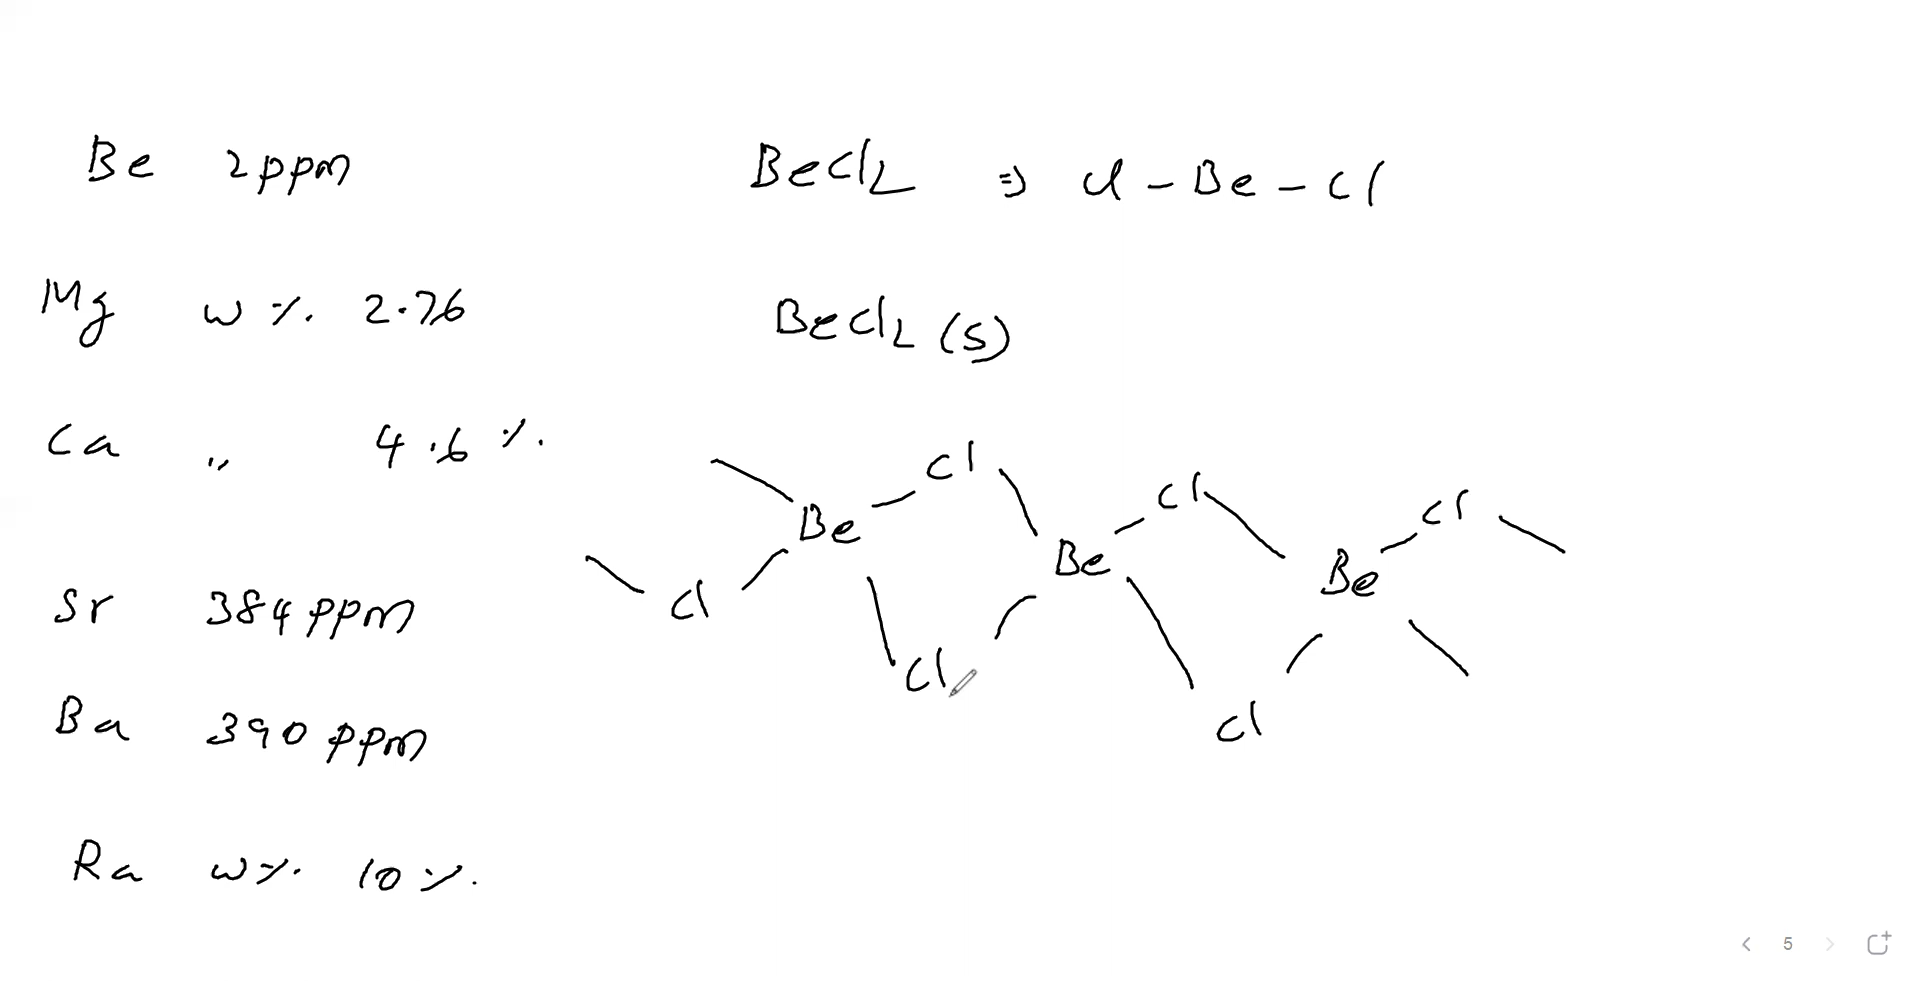 Be 2ppm
Mg w %. 2.76
Ca ,, 4.6 %.
Sr 384 ppm
Ba 390 ppm
Ra w%. 10 %.
BeCl2 ⇒ Cl - Be - Cl
BeCl2 (s)
Cl Cl Cl
Be Be Be
Cl Cl Cl
5